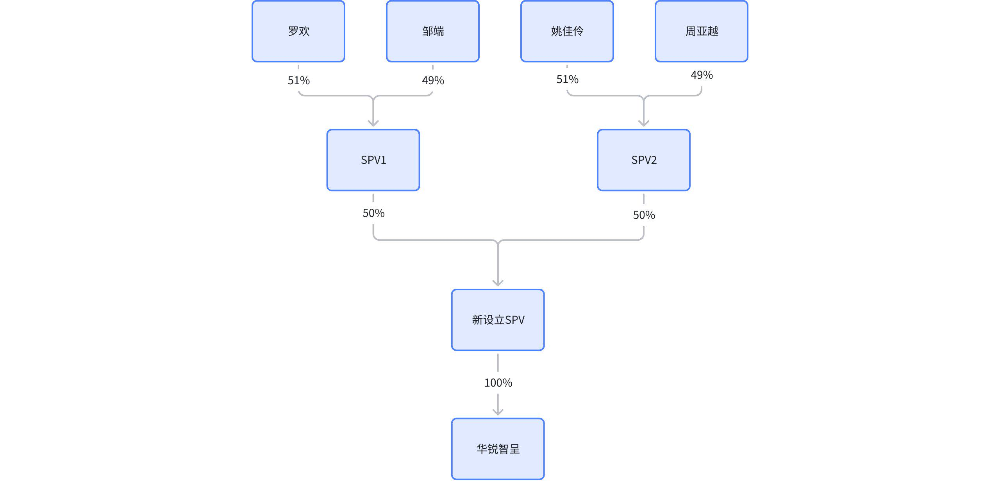 罗欢
邹端
姚佳伶
周亚越
51%
49%
51%
49%
SPV1
SPV2
50%
50%
新设立SPV
100%
华锐智呈